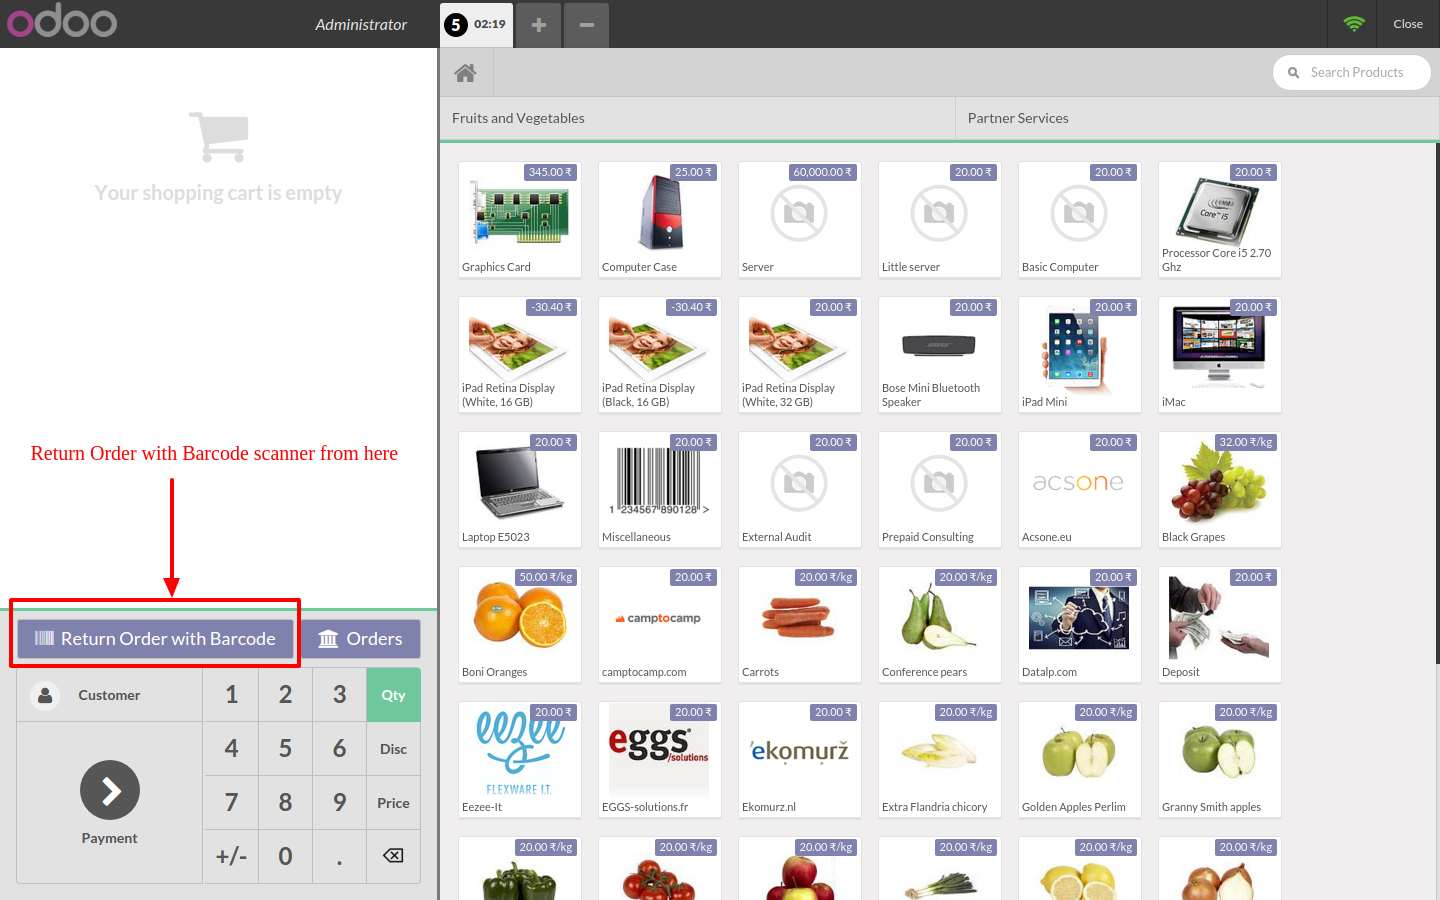 odoo
Administrator
5 02:19
Close
Search Products
Fruits and Vegetables
Partner Services
Your shopping cart is empty
345.00 ₹
Graphics Card
25.00 ₹
Computer Case
60,000.00 ₹
Server
20.00 ₹
Little server
20.00 ₹
Basic Computer
20.00 ₹
Core™ i5
Processor Core i5 2.70
Ghz
-30.40 ₹
iPad Retina Display
(White, 16 GB)
-30.40 ₹
iPad Retina Display
(Black, 16 GB)
20.00 ₹
iPad Retina Display
(White, 32 GB)
20.00 ₹
BOSE
Bose Mini Bluetooth
Speaker
20.00 ₹
iPad Mini
20.00 ₹
iMac
20.00 ₹
Laptop E5023
20.00 ₹
1 234567 890128 >
Miscellaneous
20.00 ₹
External Audit
20.00 ₹
Prepaid Consulting
20.00 ₹
acsone
Acsone.eu
32.00 ₹/kg
Black Grapes
50.00 ₹/kg
Boni Oranges
20.00 ₹
camptocamp
camptocamp.com
20.00 ₹/kg
Carrots
20.00 ₹/kg
Conference pears
20.00 ₹
Datalp.com
20.00 ₹
Deposit
20.00 ₹
eezee
FLEXWARE I.T.
Eezee-It
20.00 ₹
eggs
/solutions
EGGS-solutions.fr
20.00 ₹
'ekomurž
Ekomurz.nl
20.00 ₹/kg
Extra Flandria chicory
20.00 ₹/kg
Golden Apples Perlim
20.00 ₹/kg
Granny Smith apples
20.00 ₹/kg
20.00 ₹/kg
20.00 ₹/kg
20.00 ₹/kg
20.00 ₹/kg
20.00 ₹/kg
Return Order with Barcode scanner from here
Return Order with Barcode
Orders
Customer
1 2 3 Qty
4 5 6 Disc
7 8 9 Price
Payment
+/- 0 .